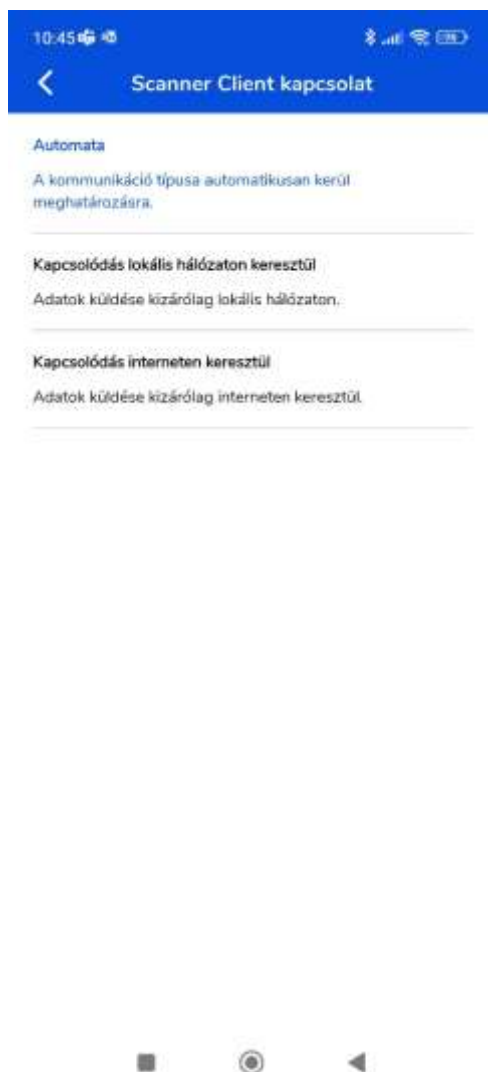 10:45
Scanner Client kapcsolat
Automata
A kommunikáció típusa automatikusan kerül
meghatározásra.
Kapcsolódás lokális hálózaton keresztül
Adatok küldése kizárólag lokális hálózaton.
Kapcsolódás interneten keresztül
Adatok küldése kizárólag interneten keresztül.